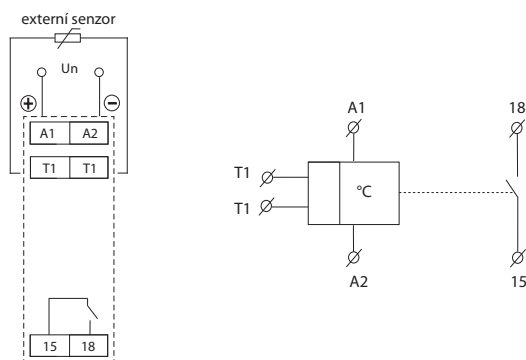 externí senzor
Un
+ −
A1 A2
T1 T1
15 18
A1
18
T1
°C
T1
A2
15